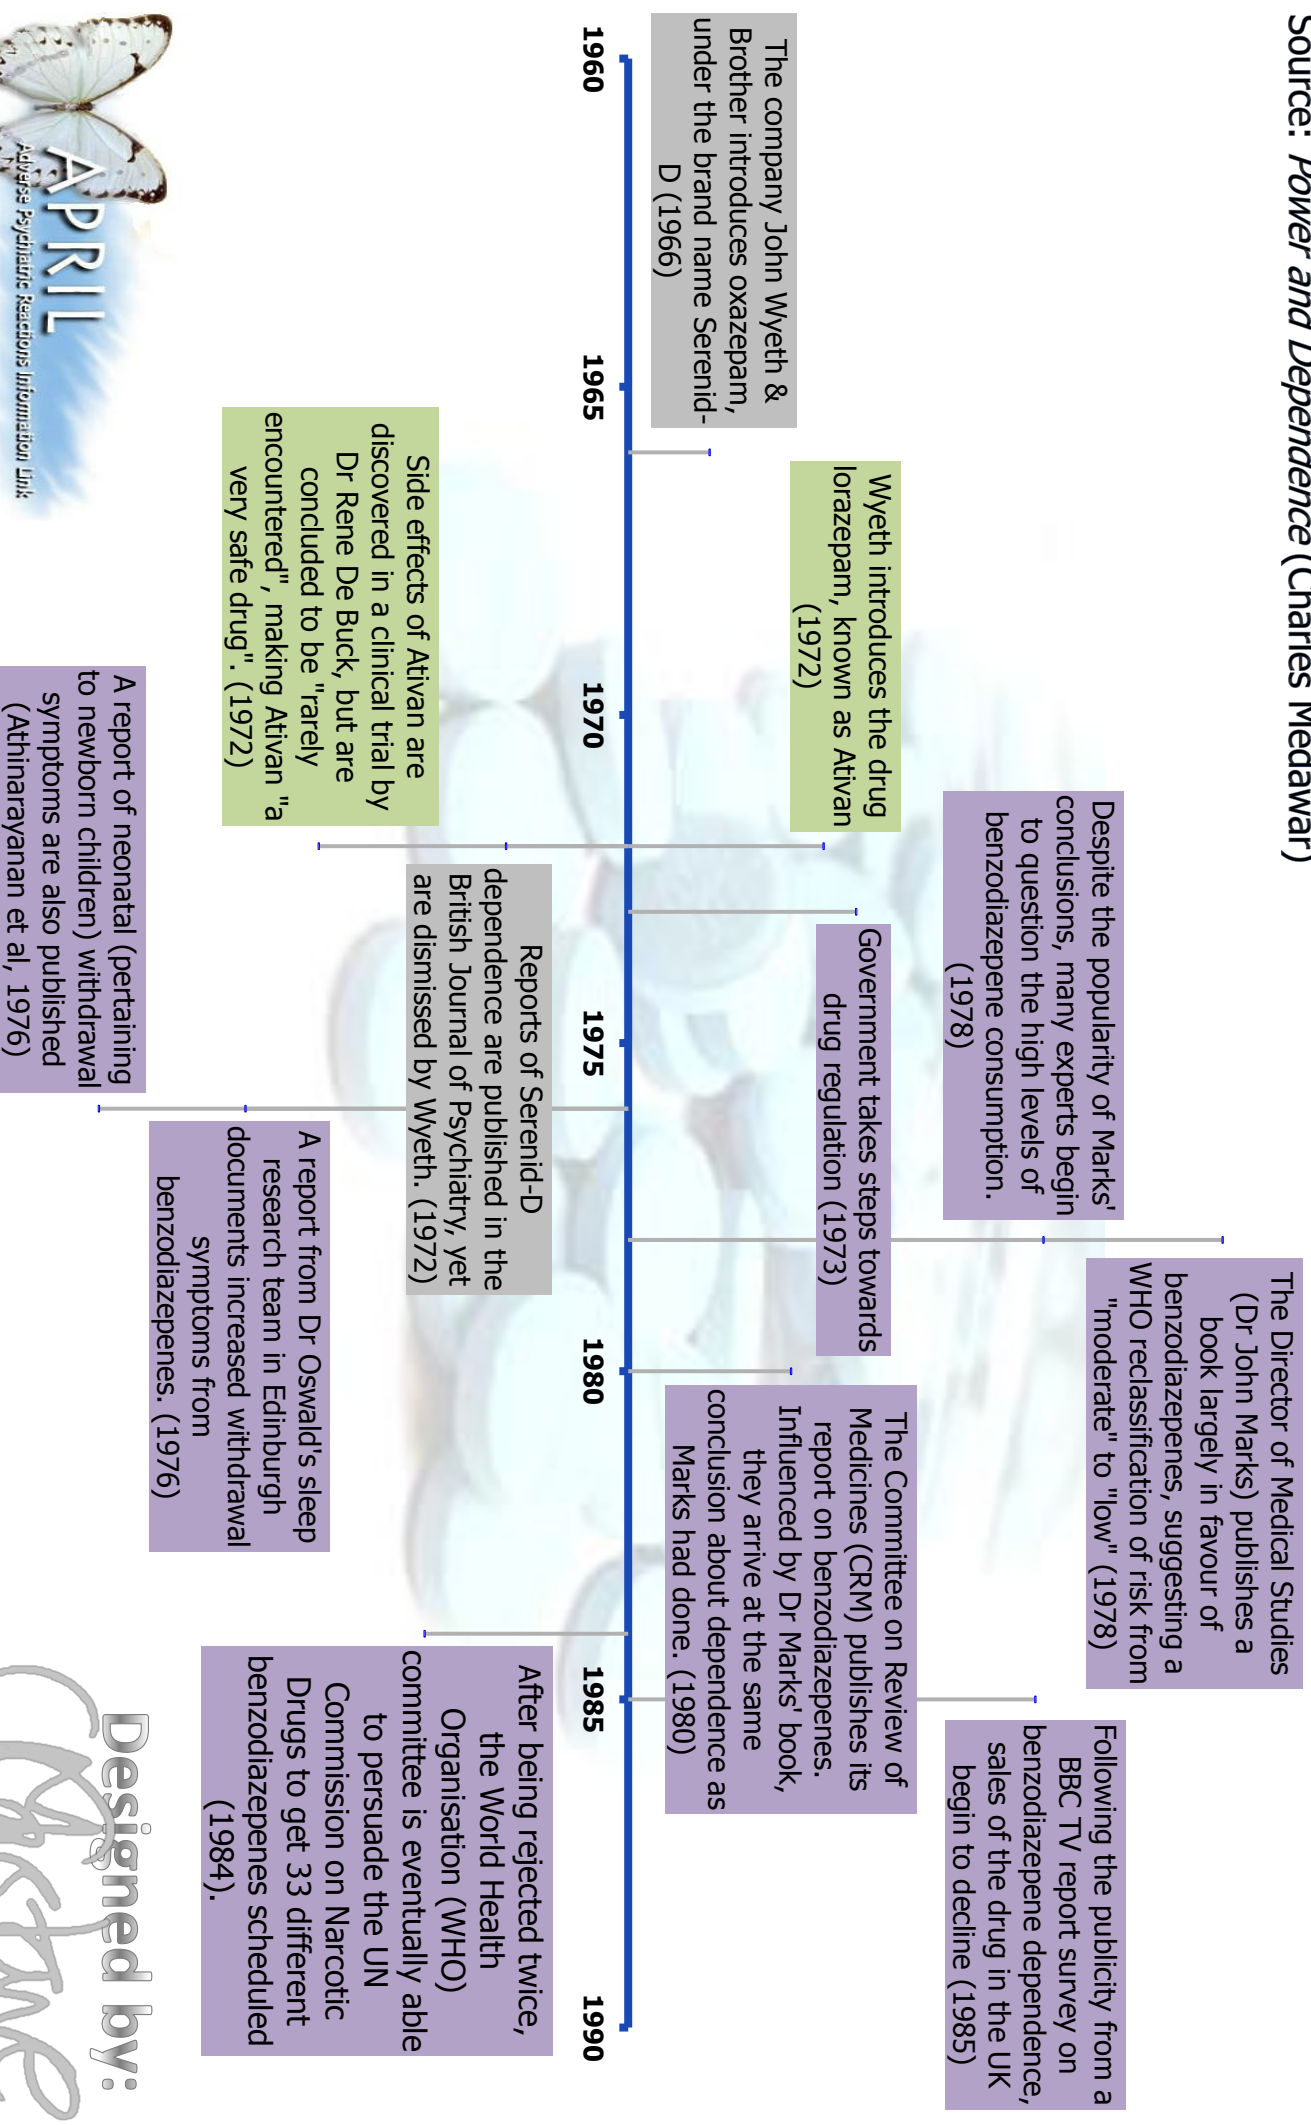 Source: Power and Dependence (Charles Medawar)
The Director of Medical Studies
(Dr John Marks) publishes a
book largely in favour of
benzodiazepenes, suggesting a
WHO reclassification of risk from
"moderate" to "low" (1978)
Despite the popularity of Marks'
conclusions, many experts begin
to question the high levels of
benzodiazepene consumption.
(1978)
Following the publicity from a
BBC TV report survey on
benzodiazepene dependence,
sales of the drug in the UK
begin to decline (1985)
Wyeth introduces the drug
lorazepam, known as Ativan
(1972)
Government takes steps towards
drug regulation (1973)
The Committee on Review of
Medicines (CRM) publishes its
report on benzodiazepenes.
Influenced by Dr Marks' book,
they arrive at the same
conclusion about dependence as
Marks had done. (1980)
The company John Wyeth &
Brother introduces oxazepam,
under the brand name Serenid-
D (1966)
1960 1965 1970 1975 1980 1985 1990
Reports of Serenid-D
dependence are published in the
British Journal of Psychiatry, yet
are dismissed by Wyeth. (1972)
Side effects of Ativan are
discovered in a clinical trial by
Dr Rene De Buck, but are
concluded to be "rarely
encountered", making Ativan "a
very safe drug". (1972)
After being rejected twice,
the World Health
Organisation (WHO)
committee is eventually able
to persuade the UN
Commission on Narcotic
Drugs to get 33 different
benzodiazepenes scheduled
(1984).
A report from Dr Oswald's sleep
research team in Edinburgh
documents increased withdrawal
symptoms from
benzodiazepenes. (1976)
A report of neonatal (pertaining
to newborn children) withdrawal
symptoms are also published
(Athinarayanan et al, 1976)
APRIL
Adverse Psychiatric Reactions Information Link
Designed by: